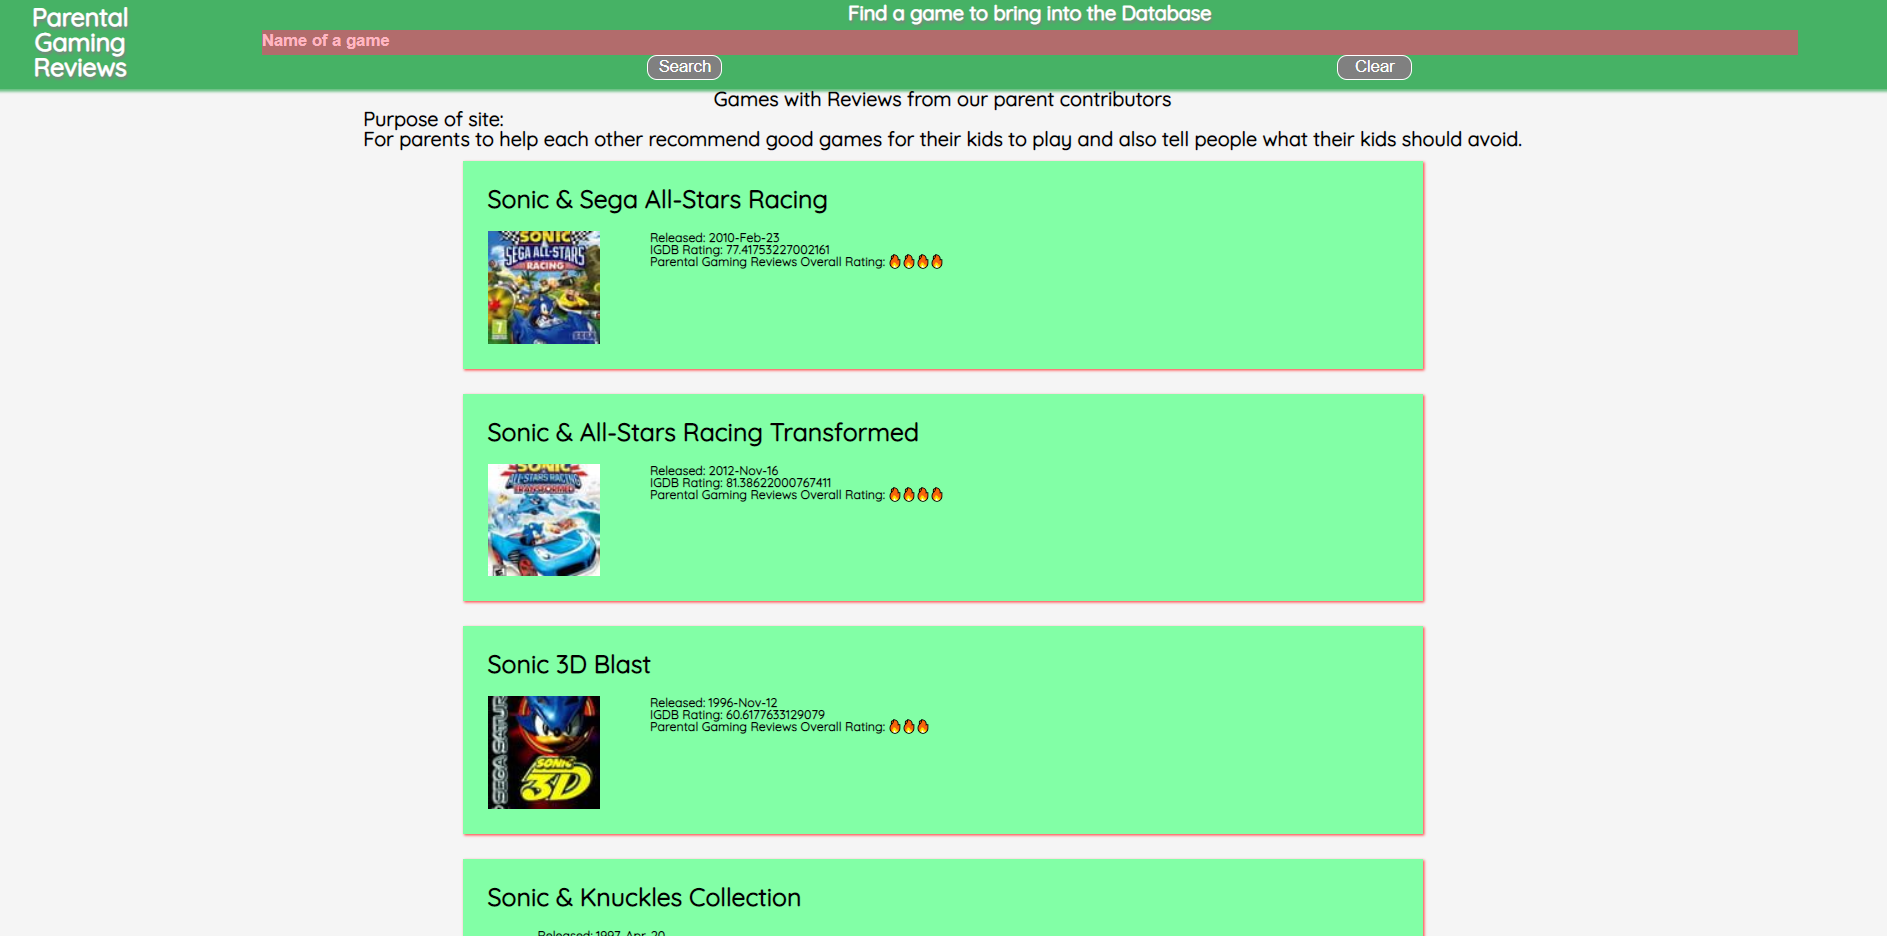 Parental
Gaming
Reviews
Find a game to bring into the Database
Name of a game
Search
Clear
Games with Reviews from our parent contributors
Purpose of site:
For parents to help each other recommend good games for their kids to play and also tell people what their kids should avoid.
Sonic & Sega All-Stars Racing
SONIC
SEGA ALL-STARS
RACING
7
SEGA
Released: 2010-Feb-23
IGDB Rating: 77.41753227002161
Parental Gaming Reviews Overall Rating: 🔥🔥🔥🔥
Sonic & All-Stars Racing Transformed
SONIC
ALL-STARS RACING
TRANSFORMED
Released: 2012-Nov-16
IGDB Rating: 81.38622000767411
Parental Gaming Reviews Overall Rating: 🔥🔥🔥🔥
Sonic 3D Blast
SEGA SATUR
SONIC
3D
Released: 1996-Nov-12
IGDB Rating: 60.6177633129079
Parental Gaming Reviews Overall Rating: 🔥🔥🔥
Sonic & Knuckles Collection
Released: 1997-Apr-20